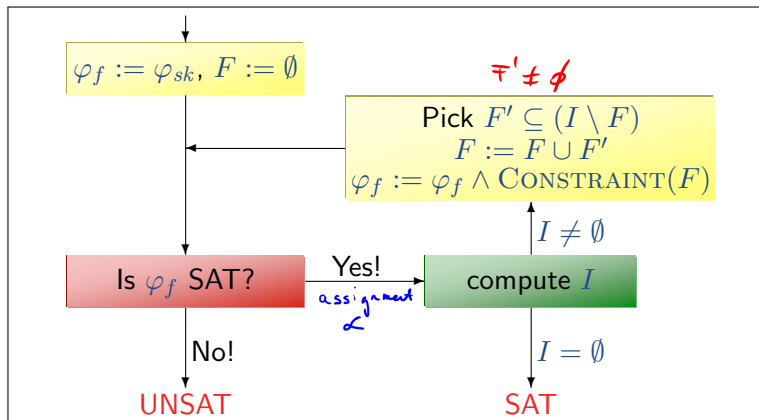 φ_f := φ_sk, F := ∅
F' ≠ ϕ
Pick F' ⊆ (I \ F)
F := F ∪ F'
φ_f := φ_f ∧ CONSTRAINT(F)
I ≠ ∅
Is φ_f SAT?
Yes!
assignment
α
compute I
No!
I = ∅
UNSAT
SAT